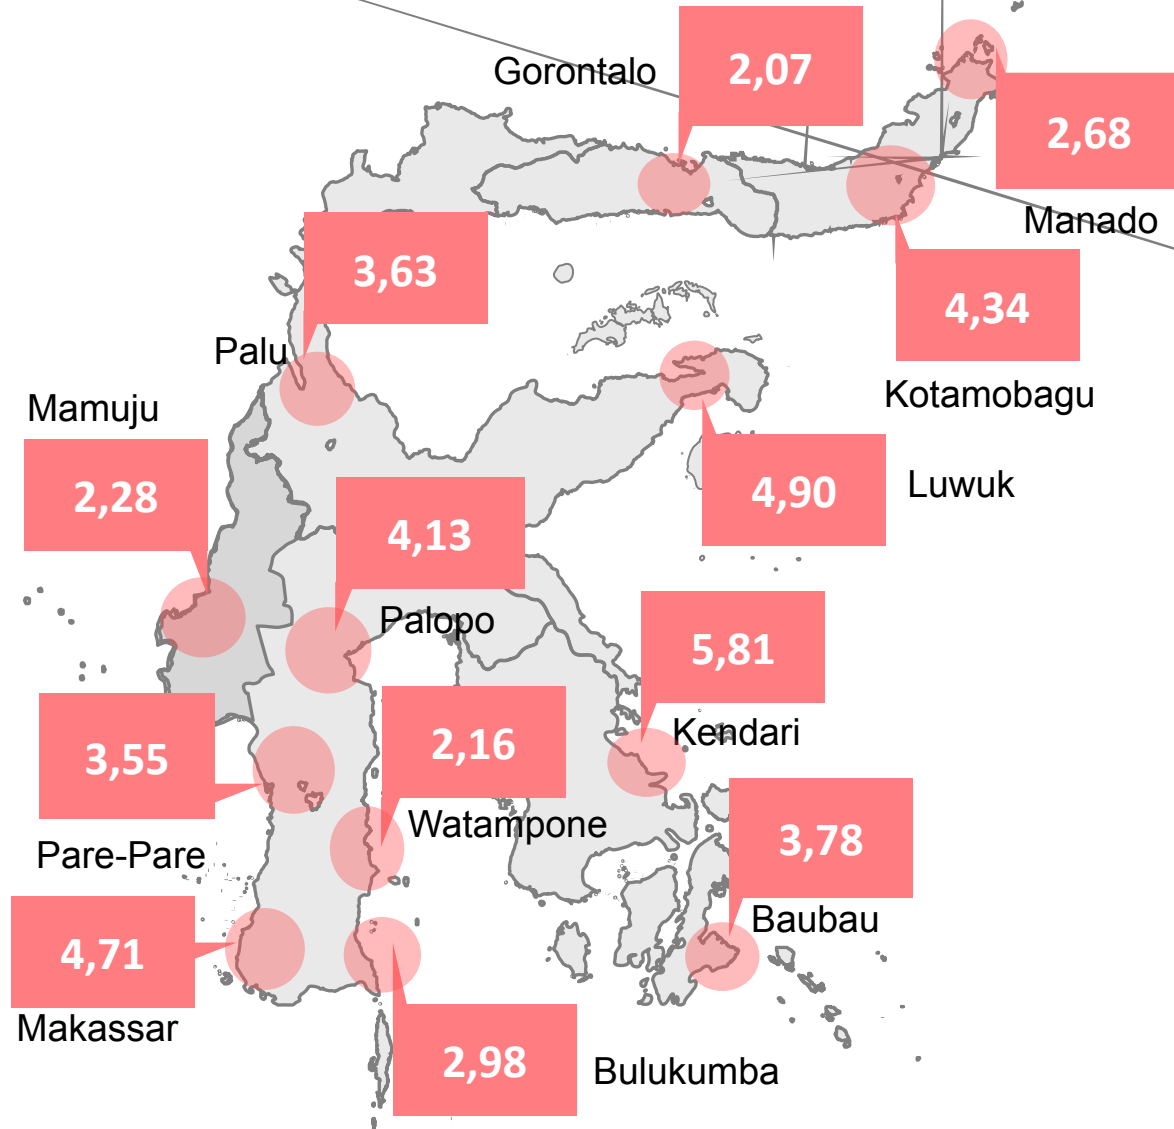 Gorontalo
2,07
2,68
Manado
3,63
4,34
Palu
Kotamobagu
Mamuju
2,28
4,90
Luwuk
4,13
Palopo
5,81
Kendari
3,55
2,16
Pare-Pare
Watampone
3,78
Baubau
4,71
Makassar
2,98
Bulukumba